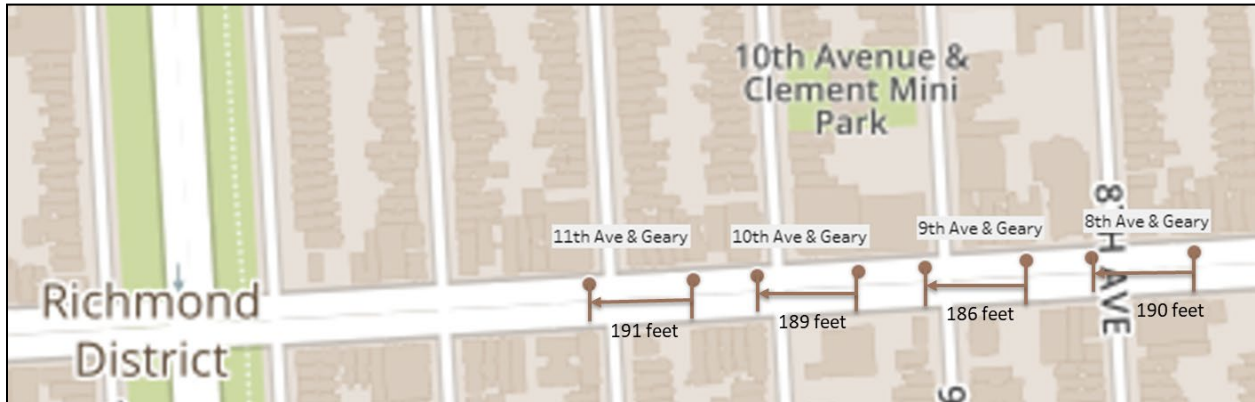 10th Avenue &
Clement Mini
Park
8TH AVE
11th Ave & Geary
10th Ave & Geary
9th Ave & Geary
8th Ave & Geary
191 feet
189 feet
186 feet
190 feet
Richmond
District
9